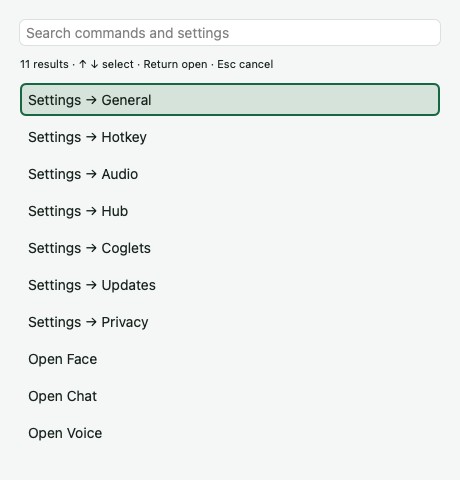 Search commands and settings
11 results · ↑ ↓ select · Return open · Esc cancel
Settings → General
Settings → Hotkey
Settings → Audio
Settings → Hub
Settings → Coglets
Settings → Updates
Settings → Privacy
Open Face
Open Chat
Open Voice